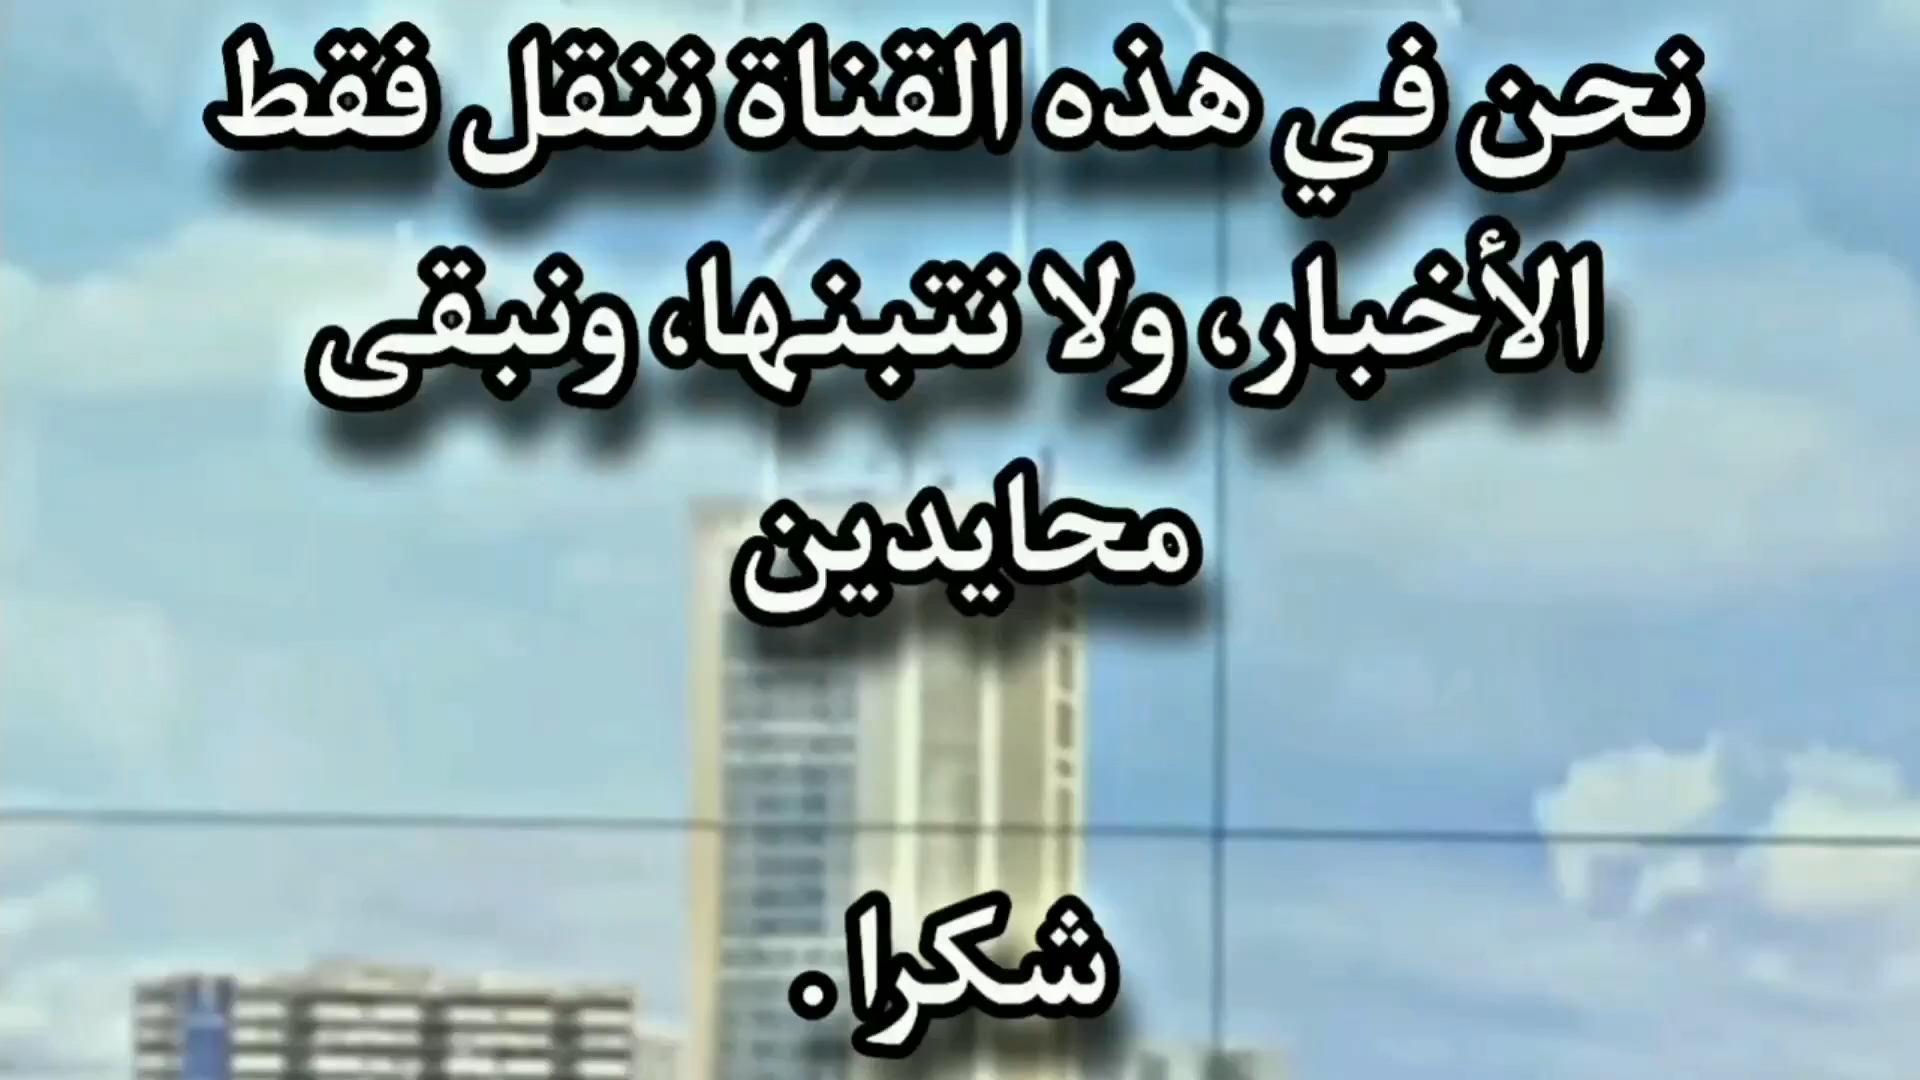 نحن في هذه القناة ننقل فقط
الأخبار، ولا نتبنها، ونبقى
محايدين
شكرا.